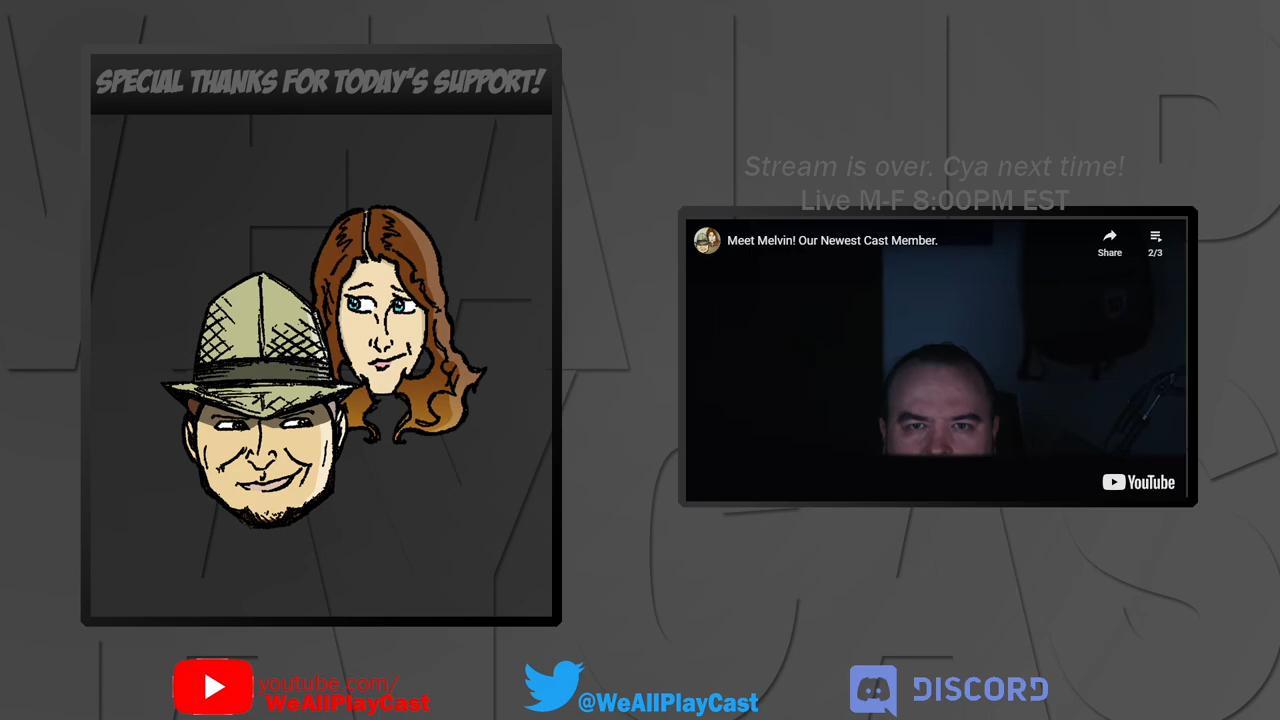 SPECIAL THANKS FOR TODAY'S SUPPORT!
Stream is over. Cya next time!
Live M-F 8:00PM EST
Meet Melvin! Our Newest Cast Member.
Share
2/3
YouTube
youtube.com/
WeAllPlayCast
@WeAllPlayCast
DISCORD